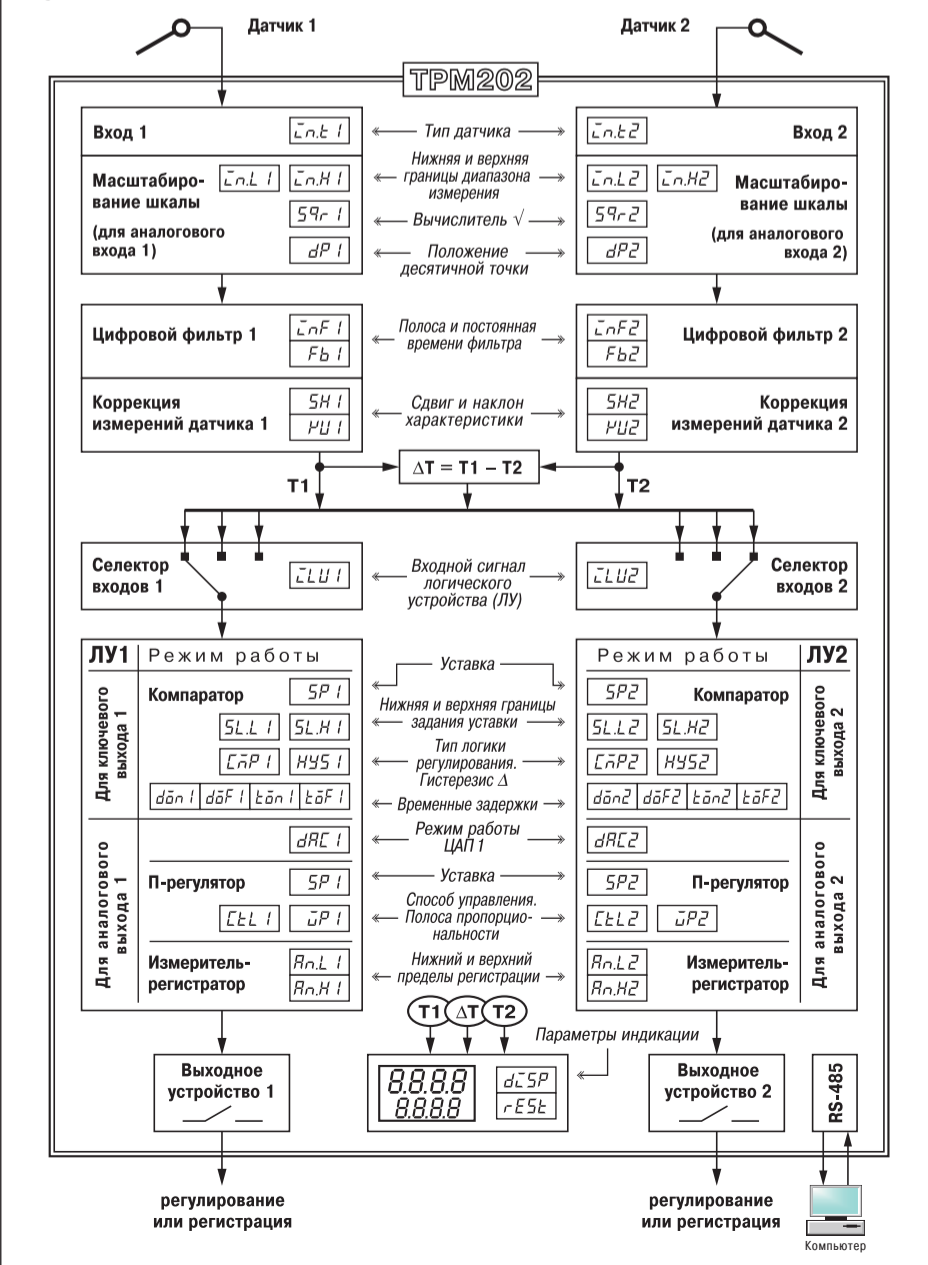 Датчик 1
Датчик 2
ТРМ202
Вход 1
in.t1
Тип датчика
in.t2
Вход 2
Масштабиро-
вание шкалы
(для аналогового
входа 1)
in.L1
in.H1
Sqr1
dP1
Нижняя и верхняя
границы диапазона
измерения
Вычислитель √
Положение
десятичной точки
in.L2
in.H2
Sqr2
dP2
Масштабиро-
вание шкалы
(для аналогового
входа 2)
Цифровой фильтр 1
inF1
Fb1
Полоса и постоянная
времени фильтра
inF2
Fb2
Цифровой фильтр 2
Коррекция
измерений датчика 1
SH1
KU1
Сдвиг и наклон
характеристики
SH2
KU2
Коррекция
измерений датчика 2
T1
ΔT = T1 – T2
T2
Селектор
входов 1
iLU1
Входной сигнал
логического
устройства (ЛУ)
iLU2
Селектор
входов 2
ЛУ1
Режим работы
Для ключевого
выхода 1
Компаратор
SP1
SL.L1
SL.H1
CmP1
HYS1
don1
doF1
ton1
toF1
Уставка
Нижняя и верхняя границы
задания уставки
Тип логики
регулирования.
Гистерезис Δ
Временные задержки
Режим работы
ЛУ2
SP2
Компаратор
SL.L2
SL.H2
CmP2
HYS2
don2
doF2
ton2
toF2
Для ключевого
выхода 2
Для аналогового
выхода 1
dAC1
П-регулятор
SP1
CtL1
XP1
Измеритель-
регистратор
An.L1
An.H1
Режим работы
ЦАП 1
Уставка
Способ управления.
Полоса пропорцио-
нальности
Нижний и верхний
пределы регистрации
dAC2
SP2
П-регулятор
CtL2
XP2
An.L2
An.H2
Измеритель-
регистратор
Для аналогового
выхода 2
T1
ΔT
T2
Параметры индикации
Выходное
устройство 1
8.8.8.8
8.8.8.8
diSP
rESt
Выходное
устройство 2
RS-485
регулирование
или регистрация
регулирование
или регистрация
Компьютер